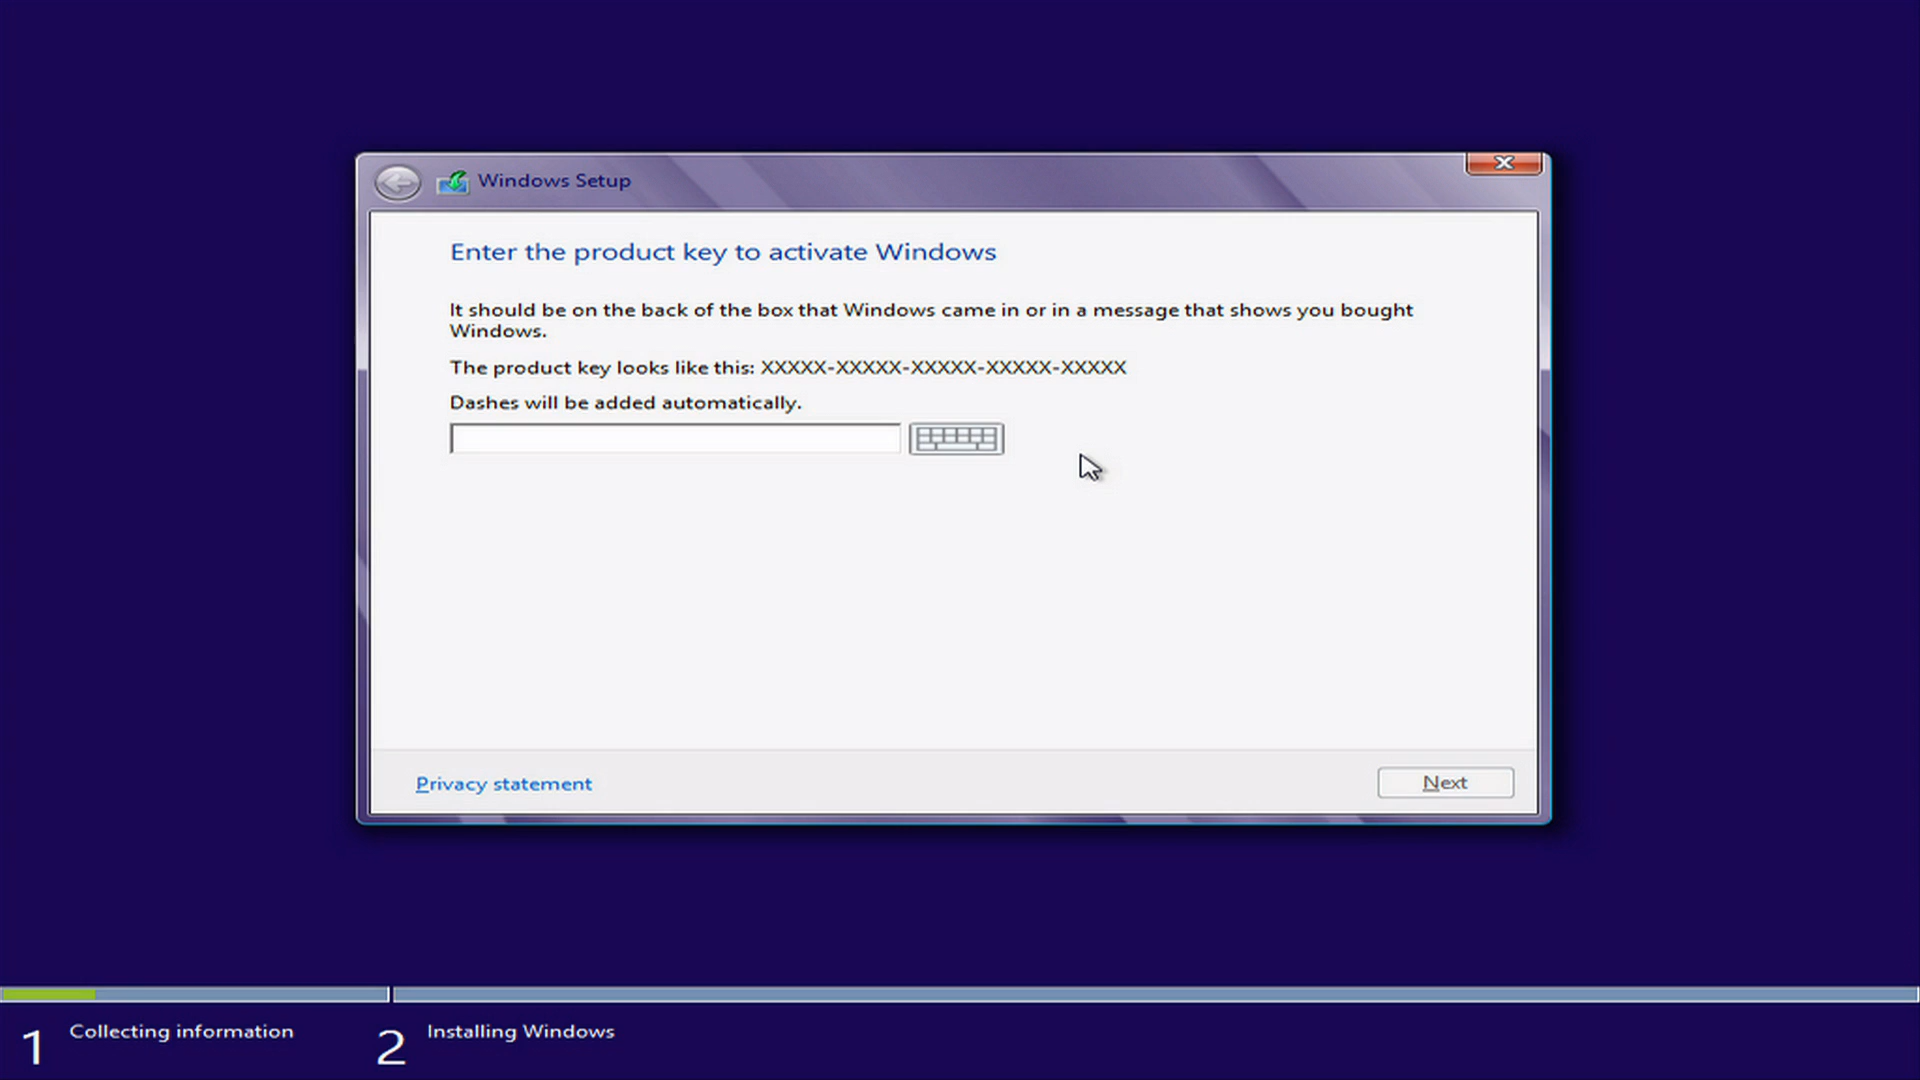 Windows Setup
Enter the product key to activate Windows
It should be on the back of the box that Windows came in or in a message that shows you bought
Windows.
The product key looks like this: XXXXX-XXXXX-XXXXX-XXXXX-XXXXX
Dashes will be added automatically.
Privacy statement
Next
1 Collecting information
2 Installing Windows